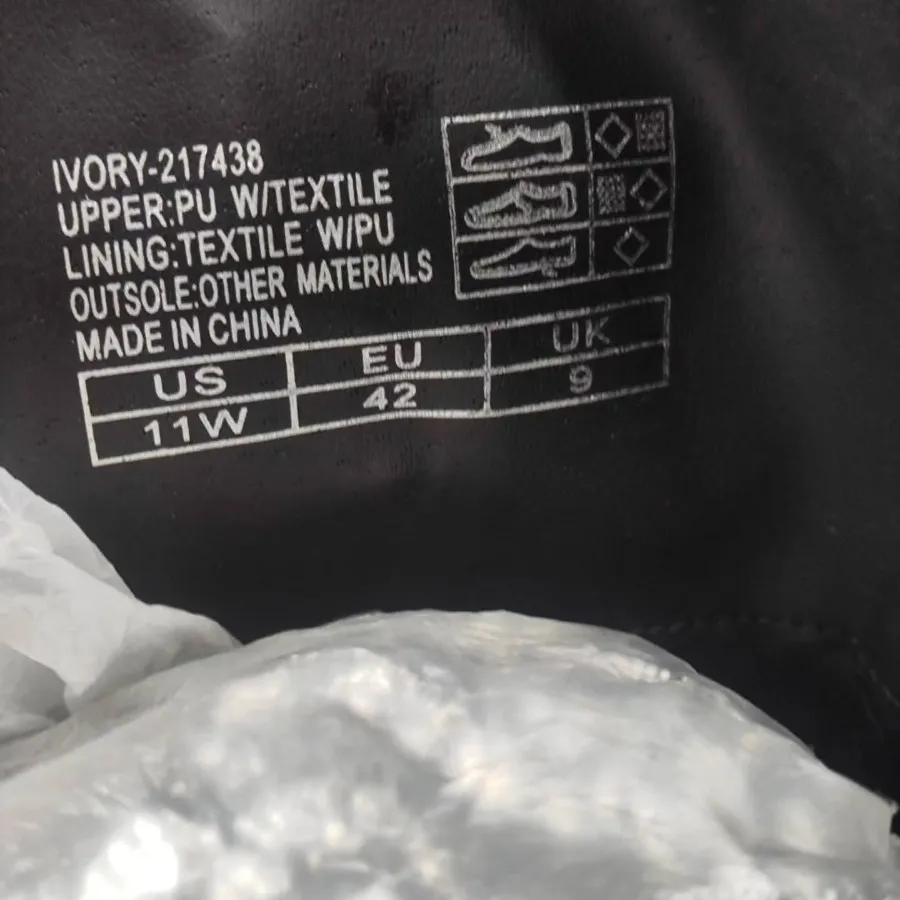 IVORY-217438
UPPER:PU W/TEXTILE
LINING:TEXTILE W/PU
OUTSOLE:OTHER MATERIALS
MADE IN CHINA
US EU UK
11W 42 9